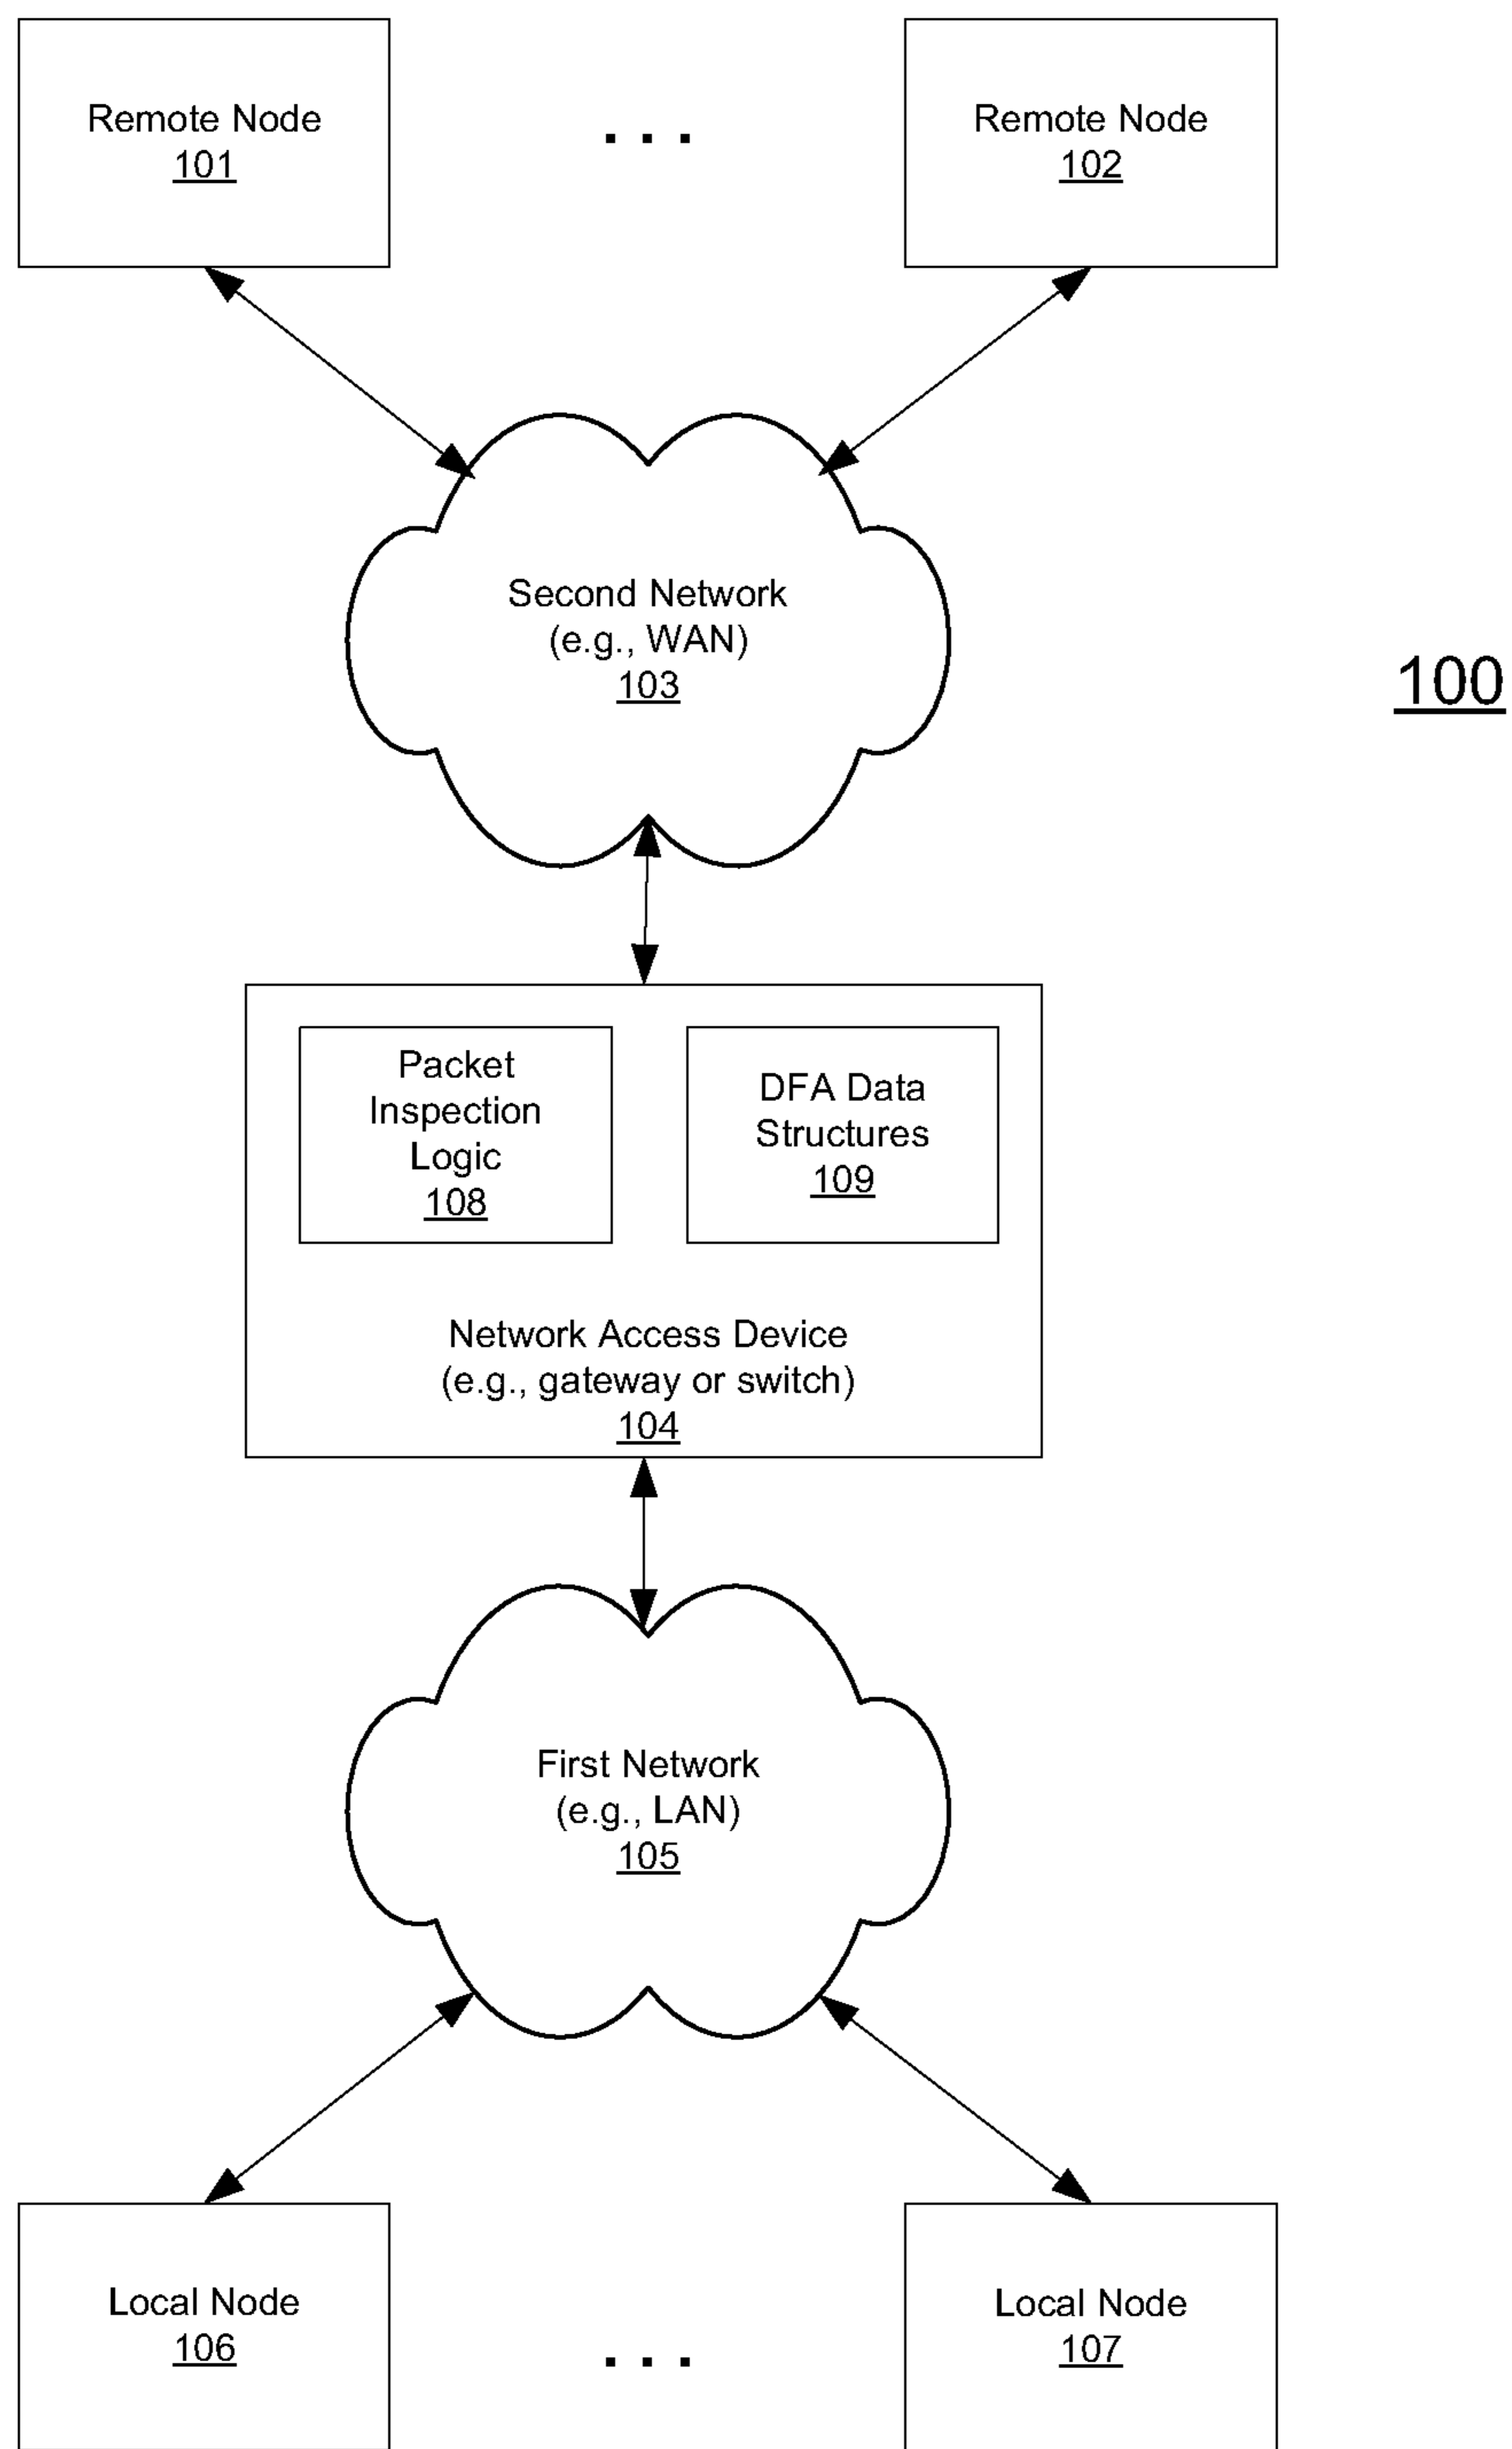 Remote Node
101
. . .
Remote Node
102
Second Network
(e.g., WAN)
103
100
Packet
Inspection
Logic
108
DFA Data
Structures
109
Network Access Device
(e.g., gateway or switch)
104
First Network
(e.g., LAN)
105
Local Node
106
. . .
Local Node
107